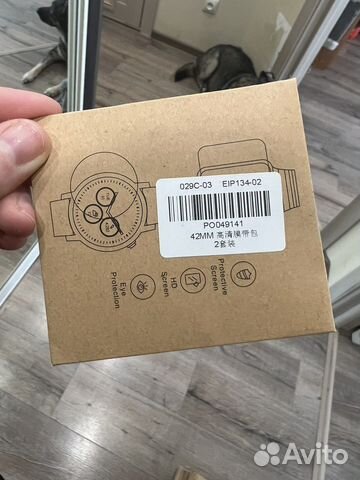 029C-03 EIP134-02
PO049141
42MM 高清膜带包
2套装
Protective
Screen
HD
Screen
Eye
Protection
Avito